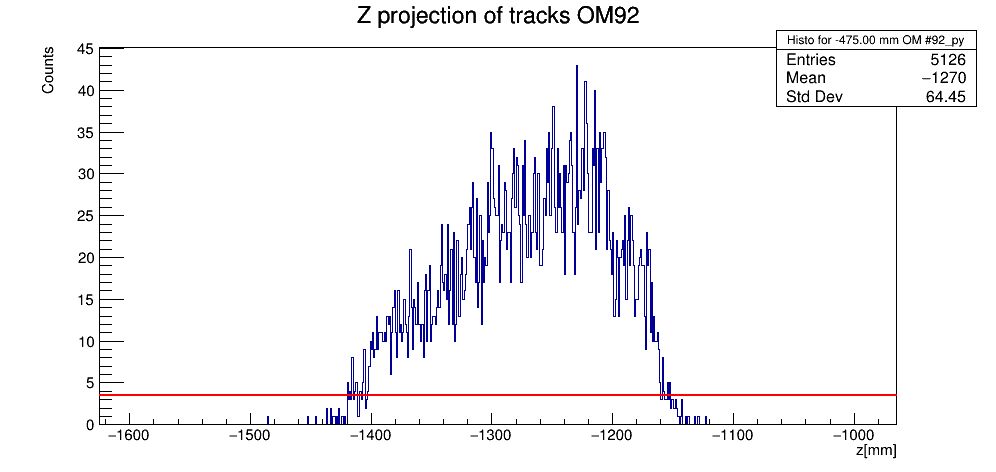 Z projection of tracks OM92
Histo for -475.00 mm OM #92_py
Entries 5126
Mean −1270
Std Dev 64.45
Counts
45
40
35
30
25
20
15
10
5
0
−1600 −1500 −1400 −1300 −1200 −1100 −1000
z[mm]